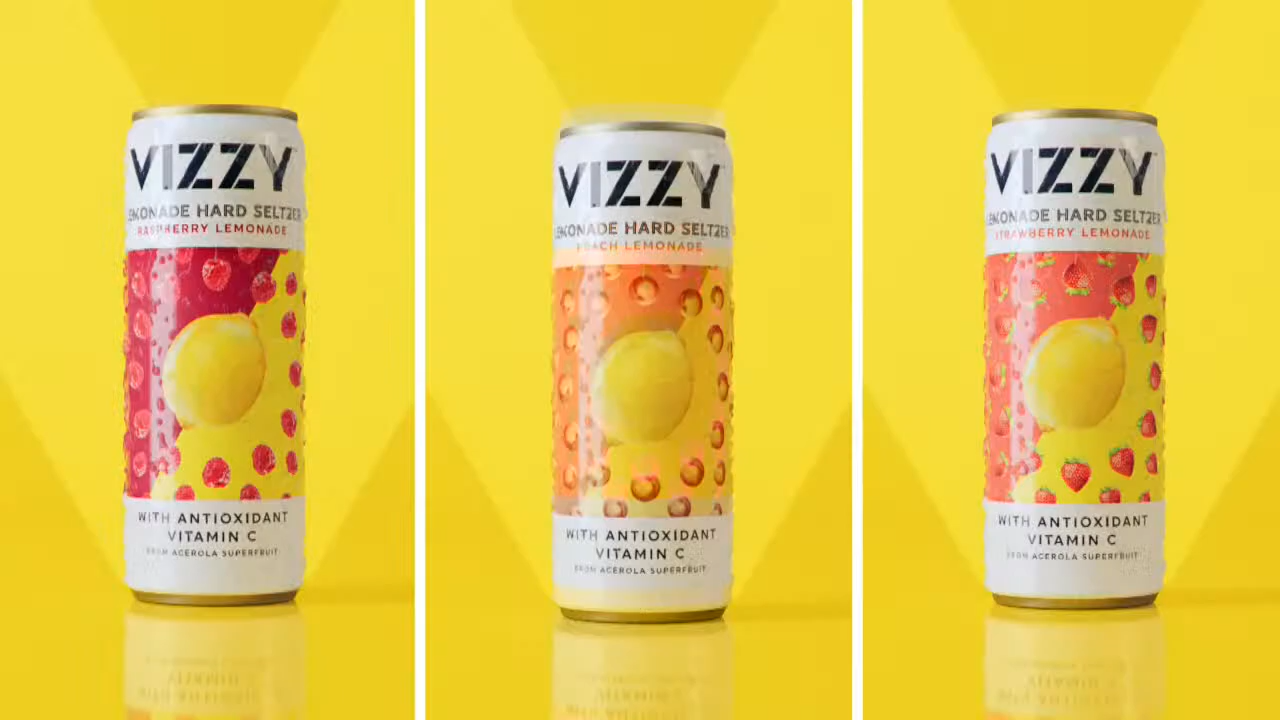 VIZZY
LEMONADE HARD SELTZER
RASPBERRY LEMONADE
WITH ANTIOXIDANT
VITAMIN C
FROM ACEROLA SUPERFRUIT
VIZZY
LEMONADE HARD SELTZER
PEACH LEMONADE
WITH ANTIOXIDANT
VITAMIN C
FROM ACEROLA SUPERFRUIT
VIZZY
LEMONADE HARD SELTZER
STRAWBERRY LEMONADE
WITH ANTIOXIDANT
VITAMIN C
FROM ACEROLA SUPERFRUIT